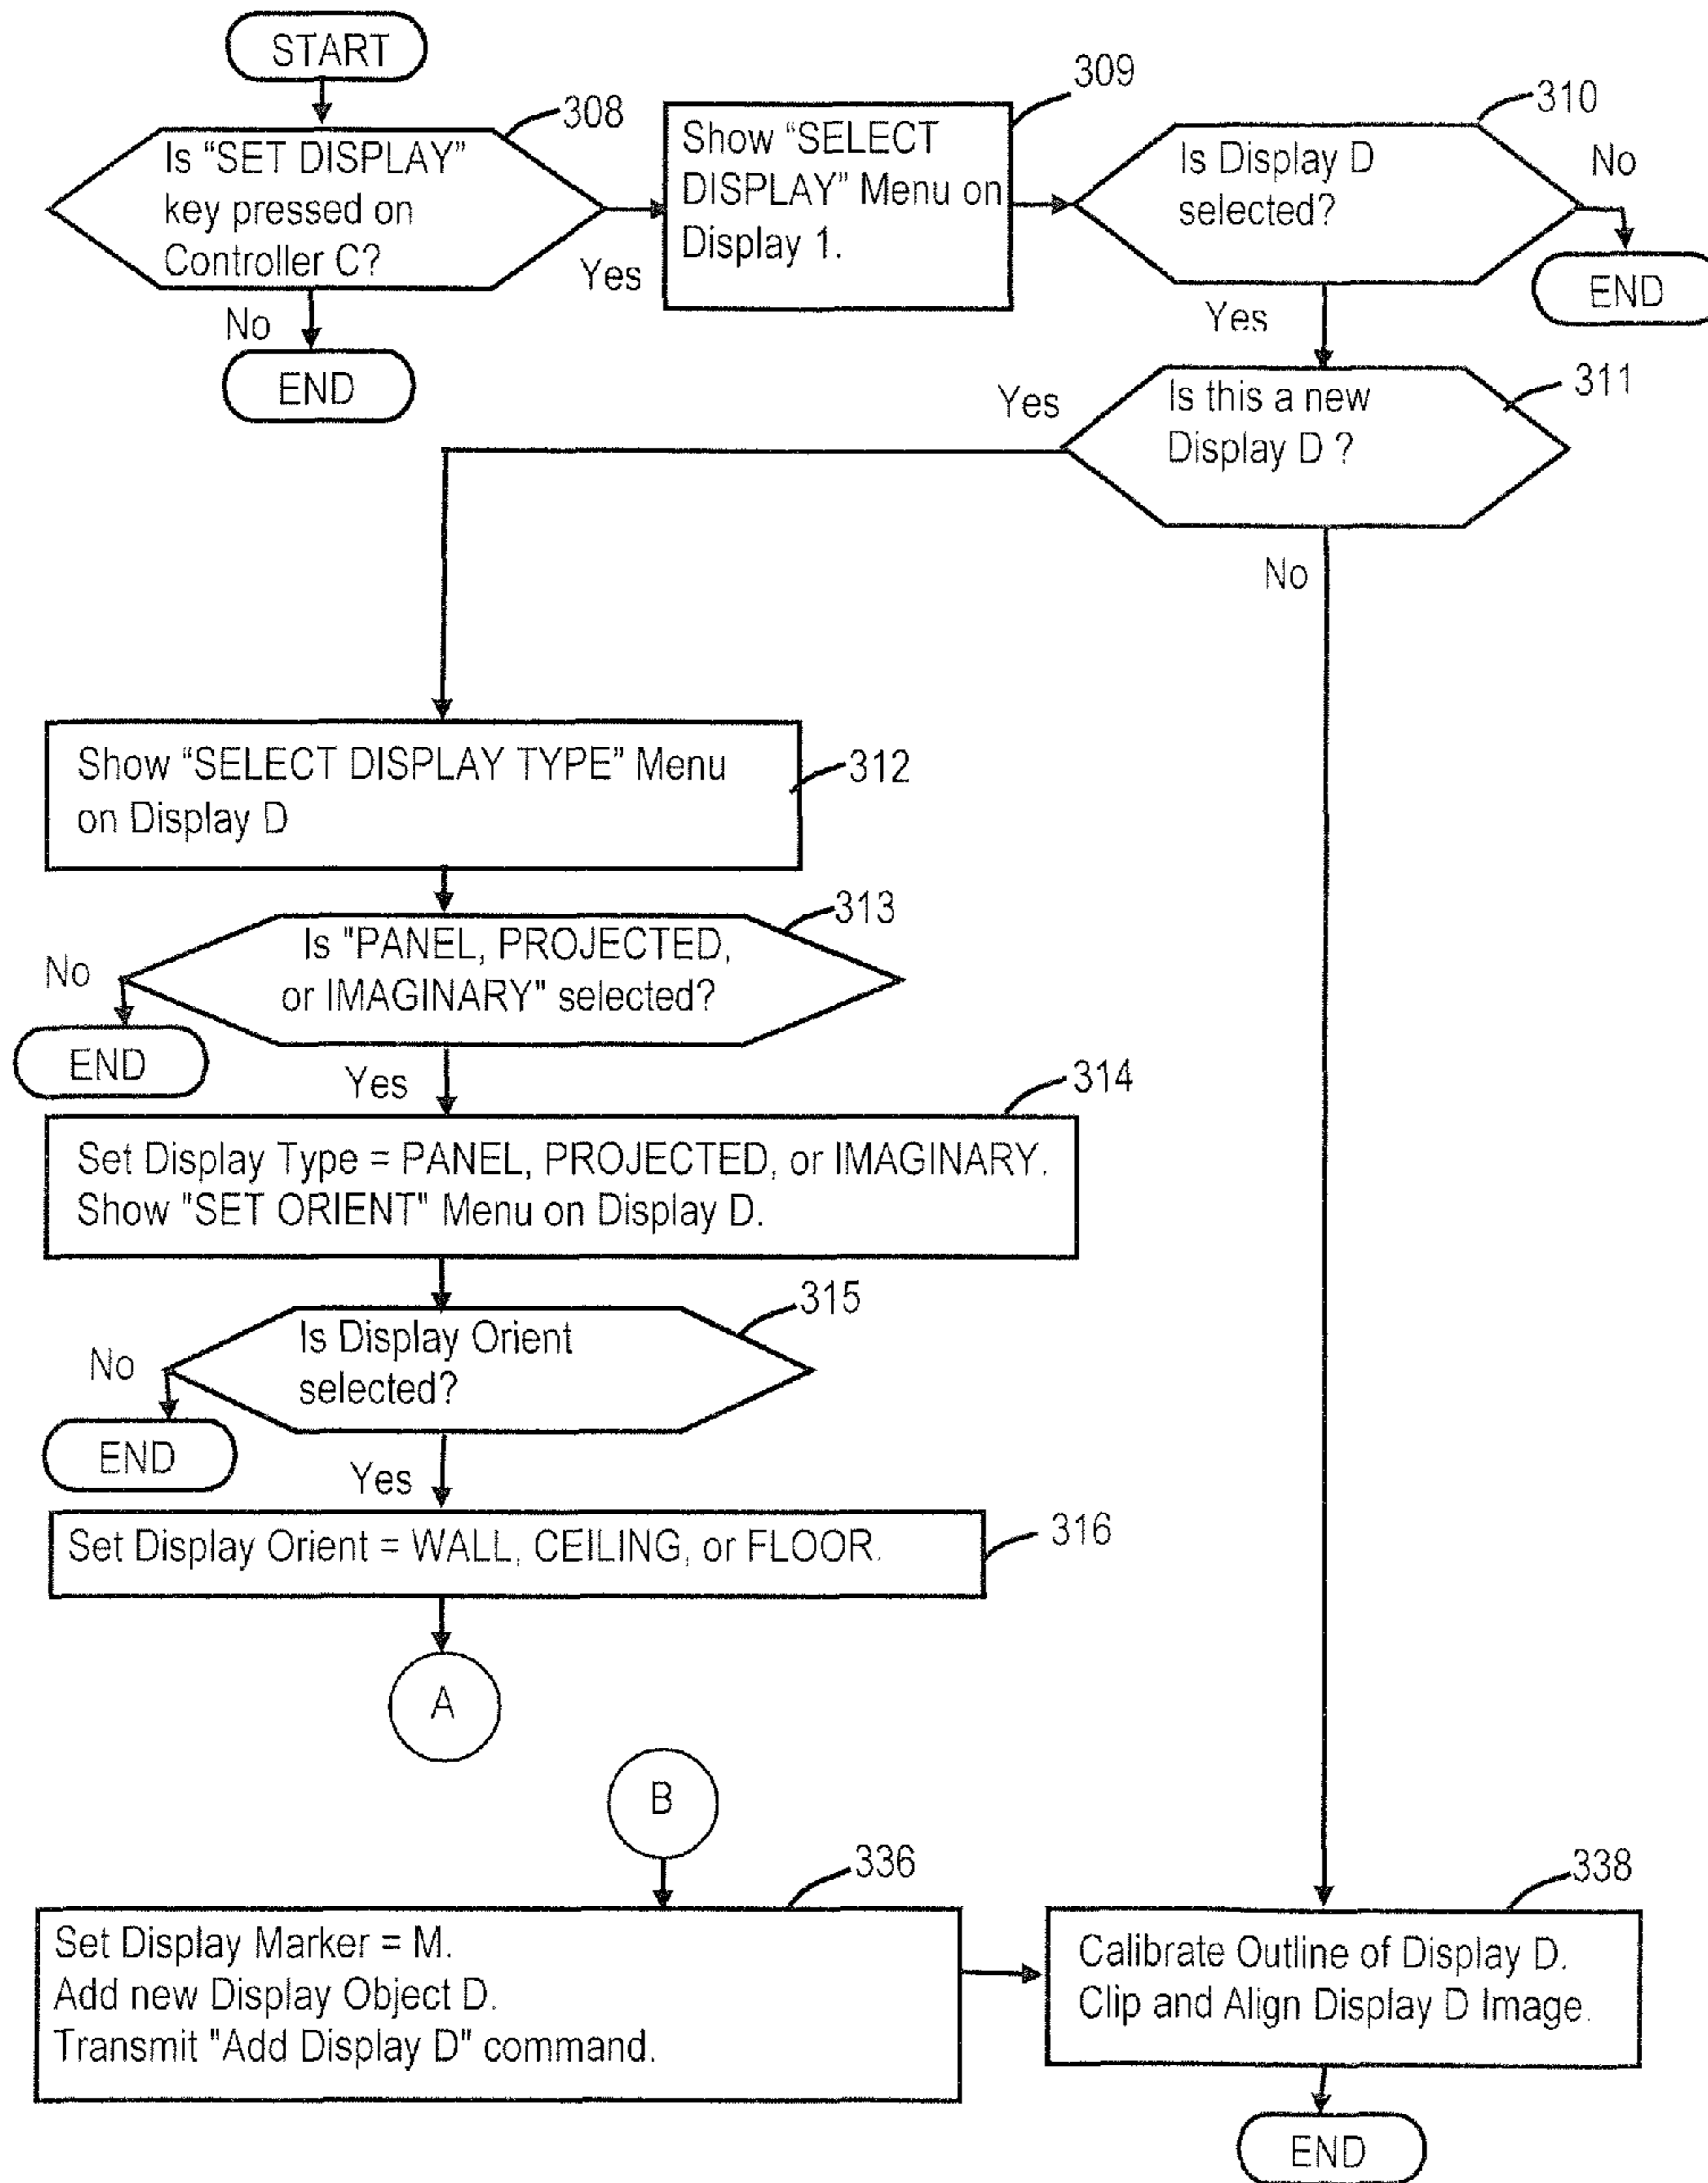 START
308
Is “SET DISPLAY”
key pressed on
Controller C?
Yes
No
END
309
Show “SELECT
DISPLAY” Menu on
Display 1.
310
Is Display D
selected?
No
END
Yes
311
Is this a new
Display D ?
Yes
No
312
Show “SELECT DISPLAY TYPE” Menu
on Display D
313
Is "PANEL, PROJECTED,
or IMAGINARY" selected?
No
END
Yes
314
Set Display Type = PANEL, PROJECTED, or IMAGINARY.
Show "SET ORIENT" Menu on Display D.
315
Is Display Orient
selected?
No
END
Yes
316
Set Display Orient = WALL, CEILING, or FLOOR.
A
B
336
Set Display Marker = M.
Add new Display Object D.
Transmit "Add Display D" command.
338
Calibrate Outline of Display D.
Clip and Align Display D Image.
END